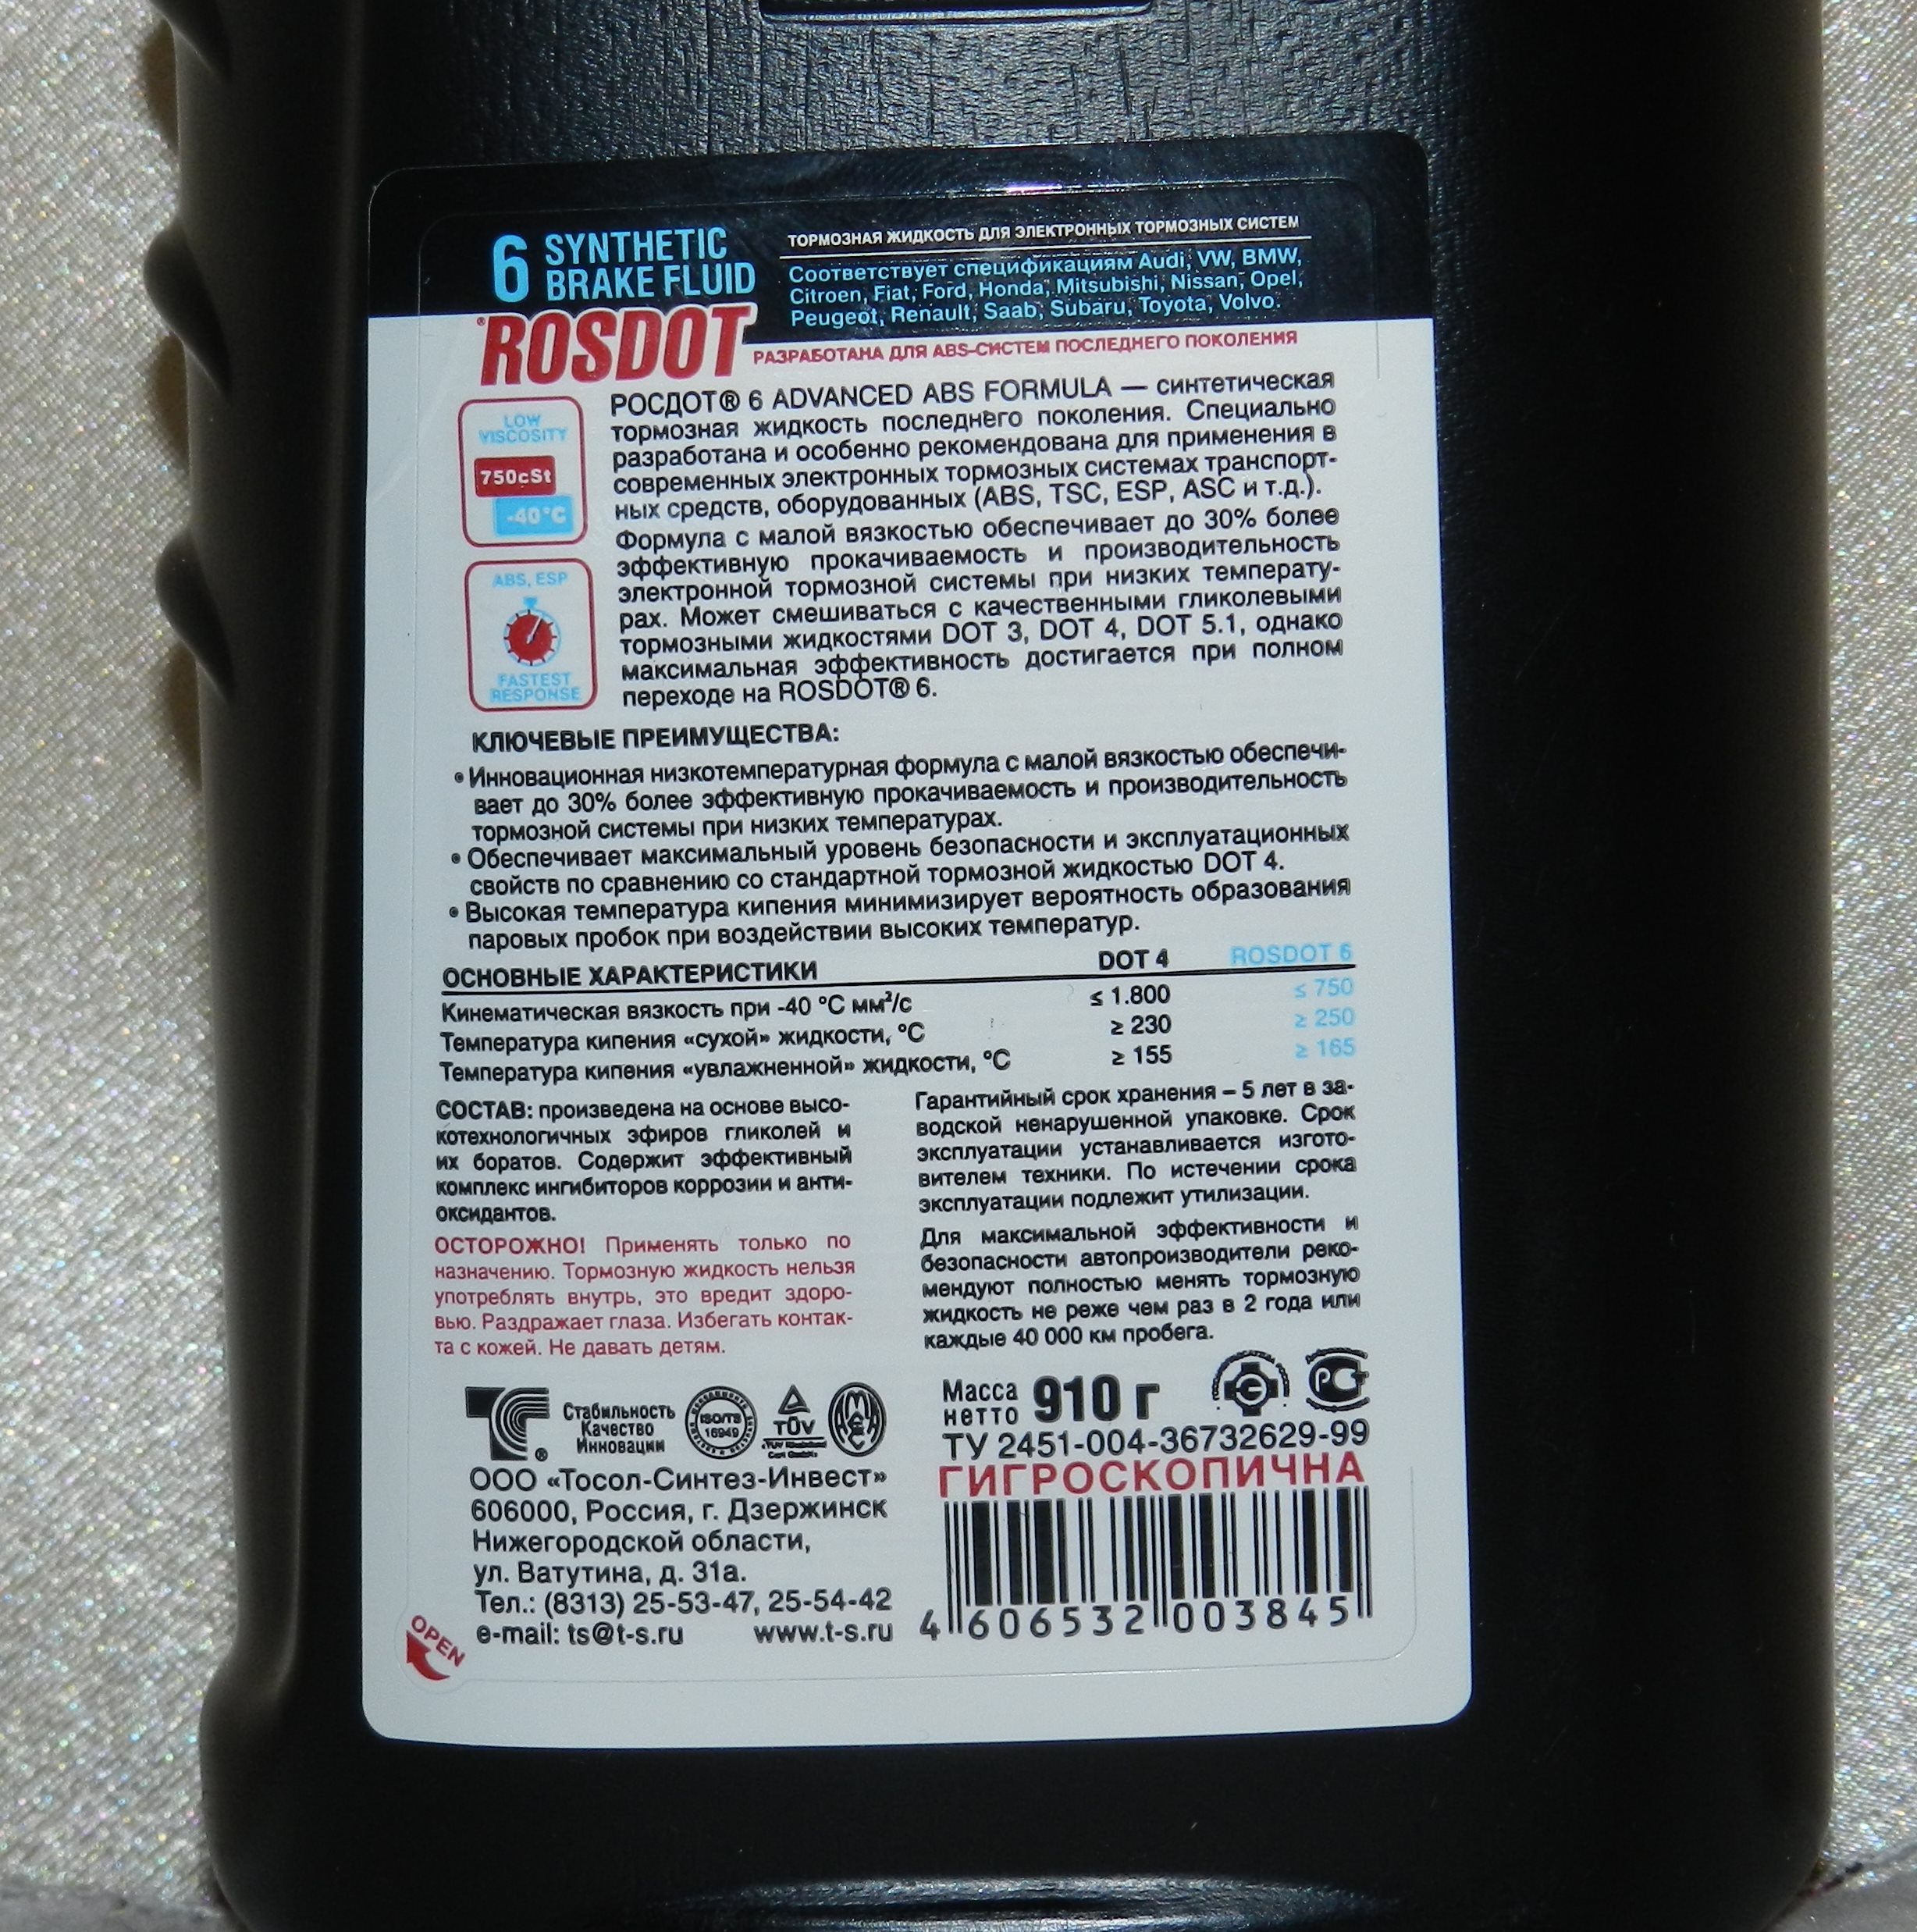 6 SYNTHETIC
BRAKE FLUID
ROSDOT®
ТОРМОЗНАЯ ЖИДКОСТЬ ДЛЯ ЭЛЕКТРОННЫХ ТОРМОЗНЫХ СИСТЕМ
Соответствует спецификациям Audi, VW, BMW,
Citroen, Fiat, Ford, Honda, Mitsubishi, Nissan, Opel,
Peugeot, Renault, Saab, Subaru, Toyota, Volvo.
РАЗРАБОТАНА ДЛЯ ABS-СИСТЕМ ПОСЛЕДНЕГО ПОКОЛЕНИЯ
LOW
VISCOSITY
750cSt
-40°C
ABS, ESP
FASTEST
RESPONSE
РОСДОТ® 6 ADVANCED ABS FORMULA — синтетическая
тормозная жидкость последнего поколения. Специально
разработана и особенно рекомендована для применения в
современных электронных тормозных системах транспорт-
ных средств, оборудованных (ABS, TSC, ESP, ASC и т.д.).
Формула с малой вязкостью обеспечивает до 30% более
эффективную прокачиваемость и производительность
электронной тормозной системы при низких температу-
рах. Может смешиваться с качественными гликолевыми
тормозными жидкостями DOT 3, DOT 4, DOT 5.1, однако
максимальная эффективность достигается при полном
переходе на ROSDOT® 6.
КЛЮЧЕВЫЕ ПРЕИМУЩЕСТВА:
• Инновационная низкотемпературная формула с малой вязкостью обеспечи-
вает до 30% более эффективную прокачиваемость и производительность
тормозной системы при низких температурах.
• Обеспечивает максимальный уровень безопасности и эксплуатационных
свойств по сравнению со стандартной тормозной жидкостью DOT 4.
• Высокая температура кипения минимизирует вероятность образования
паровых пробок при воздействии высоких температур.
ОСНОВНЫЕ ХАРАКТЕРИСТИКИ DOT 4 ROSDOT 6
Кинематическая вязкость при -40 °С мм²/с ≤ 1.800 ≤ 750
Температура кипения «сухой» жидкости, °С ≥ 230 ≥ 250
Температура кипения «увлажненной» жидкости, °С ≥ 155 ≥ 165
СОСТАВ: произведена на основе высо-
котехнологичных эфиров гликолей и
их боратов. Содержит эффективный
комплекс ингибиторов коррозии и анти-
оксидантов.
ОСТОРОЖНО! Применять только по
назначению. Тормозную жидкость нельзя
употреблять внутрь, это вредит здоро-
вью. Раздражает глаза. Избегать контак-
та с кожей. Не давать детям.
Гарантийный срок хранения – 5 лет в за-
водской ненарушенной упаковке. Срок
эксплуатации устанавливается изгото-
вителем техники. По истечении срока
эксплуатации подлежит утилизации.
Для максимальной эффективности и
безопасности автопроизводители реко-
мендуют полностью менять тормозную
жидкость не реже чем раз в 2 года или
каждые 40 000 км пробега.
®
Стабильность
Качество
Инновации
ISO/TS
16949
TÜV
ООО «Тосол-Синтез-Инвест»
606000, Россия, г. Дзержинск
Нижегородской области,
ул. Ватутина, д. 31а.
Тел.: (8313) 25-53-47, 25-54-42
e-mail: ts@t-s.ru www.t-s.ru
OPEN
Масса
нетто 910 г
РС
ТУ 2451-004-36732629-99
ГИГРОСКОПИЧНА
4 606532 003845